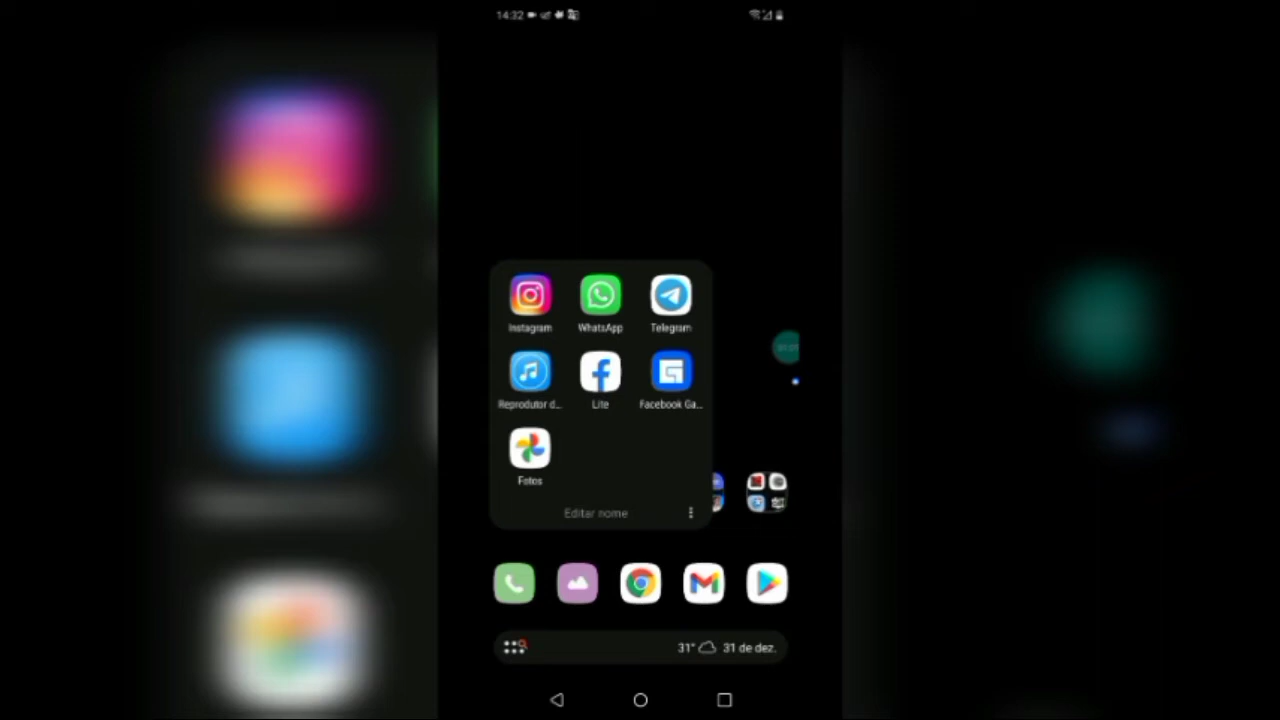 14:32
Instagram
WhatsApp
Telegram
Reprodutor d...
Lite
Facebook Ga...
Fotos
Editar nome
31° 31 de dez.